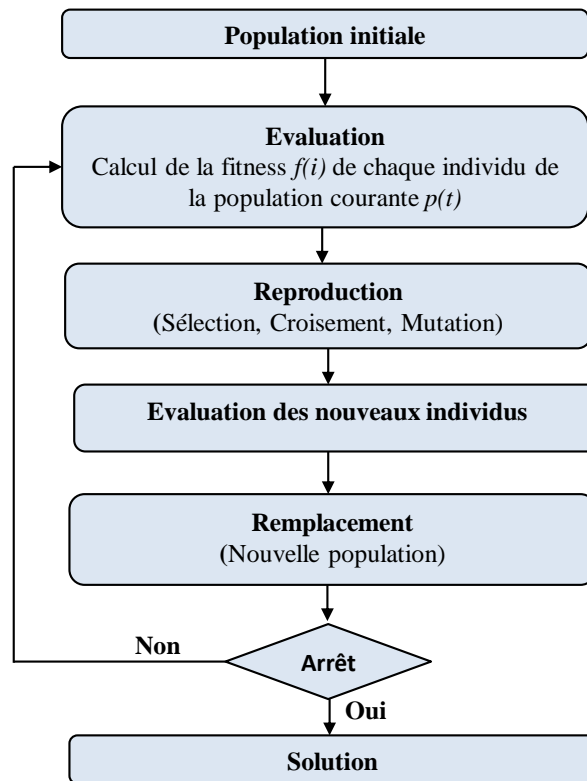 Population initiale
Evaluation
Calcul de la fitness f(i) de chaque individu de
la population courante p(t)
Reproduction
(Sélection, Croisement, Mutation)
Evaluation des nouveaux individus
Remplacement
(Nouvelle population)
Non
Arrêt
Oui
Solution